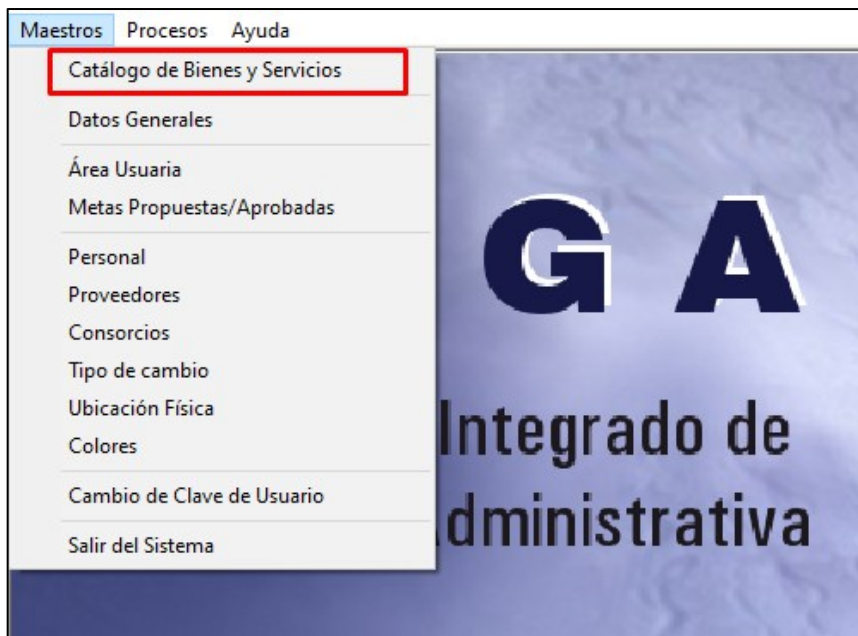 Maestros Procesos Ayuda
Catálogo de Bienes y Servicios
Datos Generales
Área Usuaria
Metas Propuestas/Aprobadas
Personal
Proveedores
Consorcios
Tipo de cambio
Ubicación Física
Colores
Cambio de Clave de Usuario
Salir del Sistema
G A
Integrado de
dministrativa